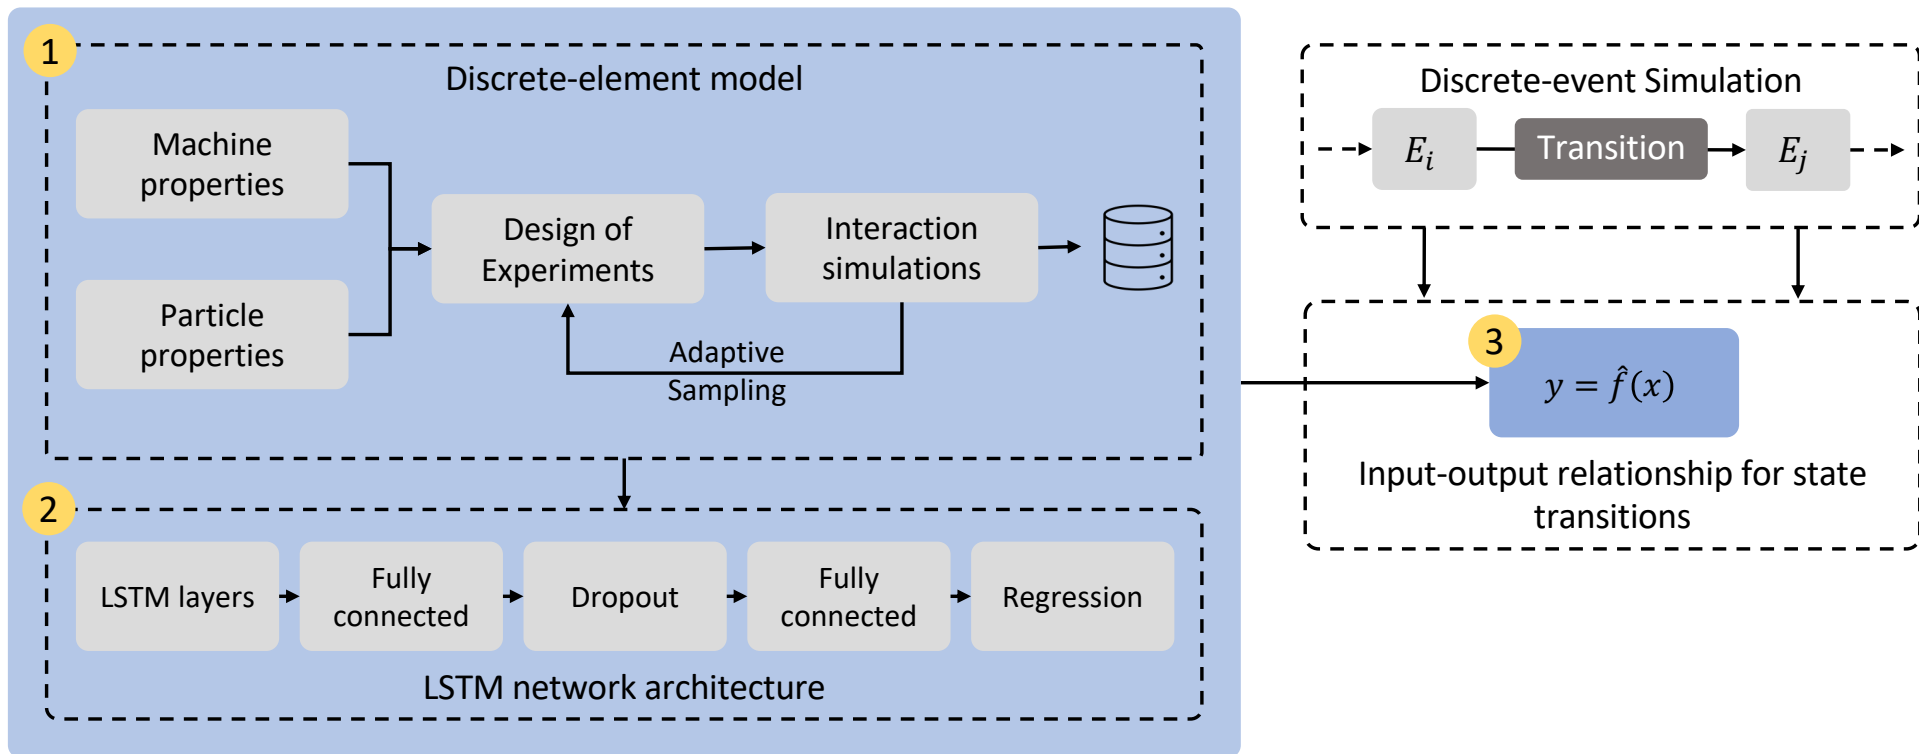 1
Discrete-element model
Machine
properties
Particle
properties
Design of
Experiments
Interaction
simulations
Adaptive
Sampling
2
LSTM layers
Fully
connected
Dropout
Fully
connected
Regression
LSTM network architecture
Discrete-event Simulation
E_i
Transition
E_j
3
y = f̂(x)
Input-output relationship for state
transitions